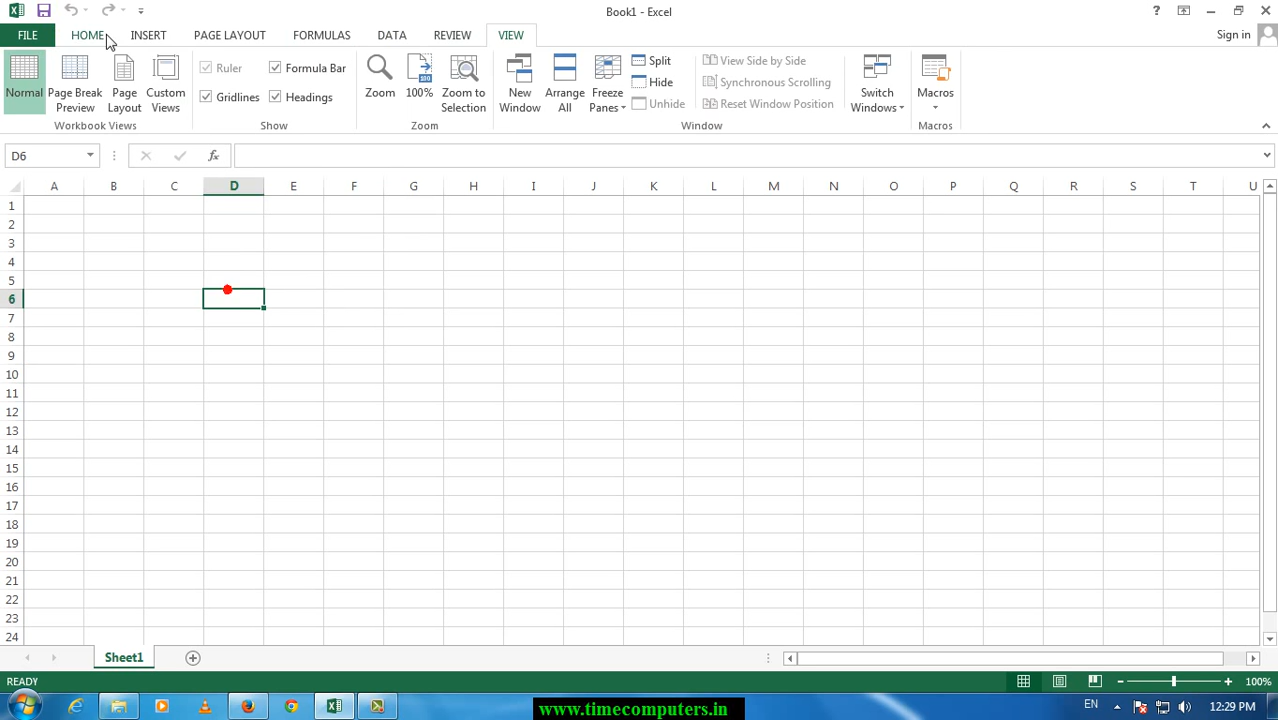 Book1 - Excel
?
FILE HOME INSERT PAGE LAYOUT FORMULAS DATA REVIEW VIEW Sign in
Normal
Page Break Preview
Page Layout
Custom Views
Workbook Views
Ruler
Formula Bar
Gridlines
Headings
Show
Zoom
100%
Zoom to Selection
Zoom
New Window
Arrange All
Freeze Panes
Split
Hide
Unhide
View Side by Side
Synchronous Scrolling
Reset Window Position
Window
Switch Windows
Macros
Macros
D6
fx
A B C D E F G H I J K L M N O P Q R S T U
1
2
3
4
5
6
7
8
9
10
11
12
13
14
15
16
17
18
19
20
21
22
23
24
Sheet1
READY
100%
www.timecomputers.in
EN
12:29 PM